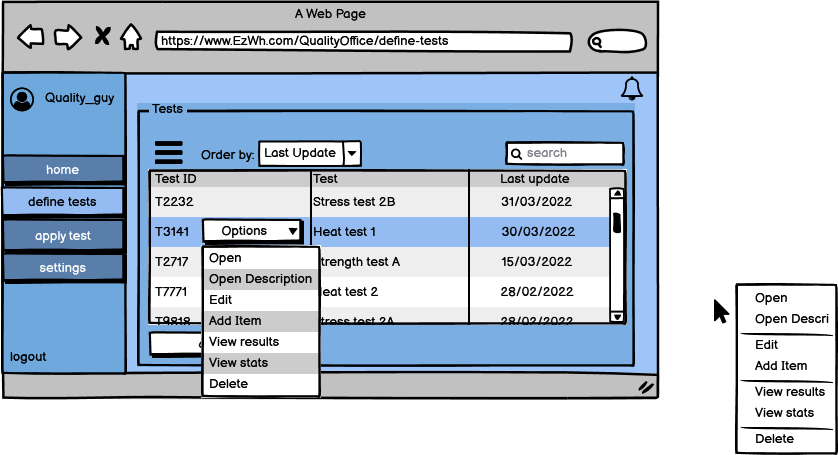 A Web Page
https://www.EzWh.com/QualityOffice/define-tests
Quality_guy
home
define tests
apply test
settings
logout
Tests
Order by: Last Update
search
Test ID Test Last update
T2232 Stress test 2B 31/03/2022
T3141 Options Heat test 1 30/03/2022
T2717 Strength test A 15/03/2022
T7771 Heat test 2 28/02/2022
T9818 Stress test 2A 28/02/2022
Open
Open Description
Edit
Add Item
View results
View stats
Delete
Open
Open Descri
Edit
Add Item
View results
View stats
Delete